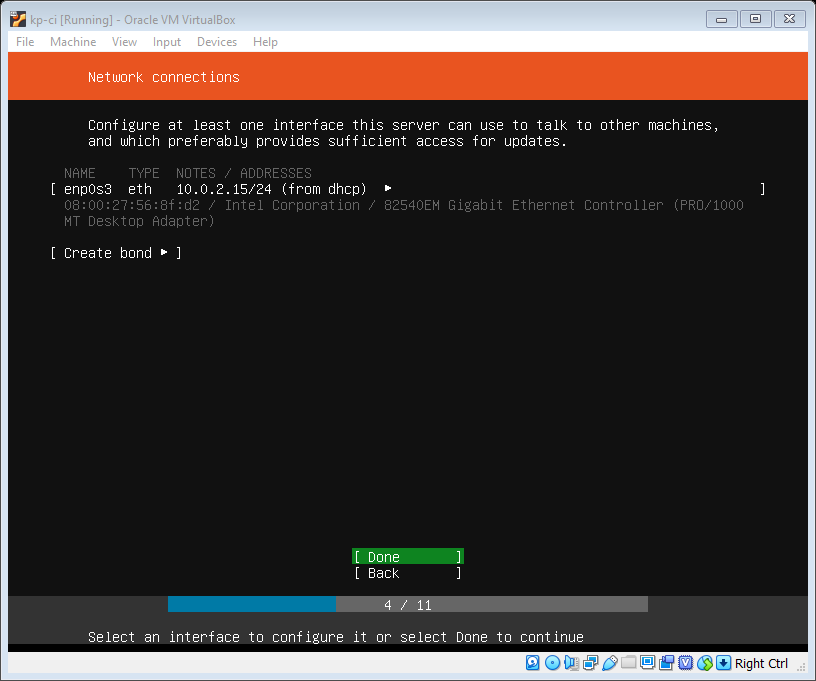 kp-ci [Running] - Oracle VM VirtualBox
File Machine View Input Devices Help
Network connections
Configure at least one interface this server can use to talk to other machines,
and which preferably provides sufficient access for updates.
NAME TYPE NOTES / ADDRESSES
[ enp0s3 eth 10.0.2.15/24 (from dhcp) ▸ ]
08:00:27:56:8f:d2 / Intel Corporation / 82540EM Gigabit Ethernet Controller (PRO/1000
MT Desktop Adapter)
[ Create bond ▸ ]
[ Done ]
[ Back ]
4 / 11
Select an interface to configure it or select Done to continue
Right Ctrl